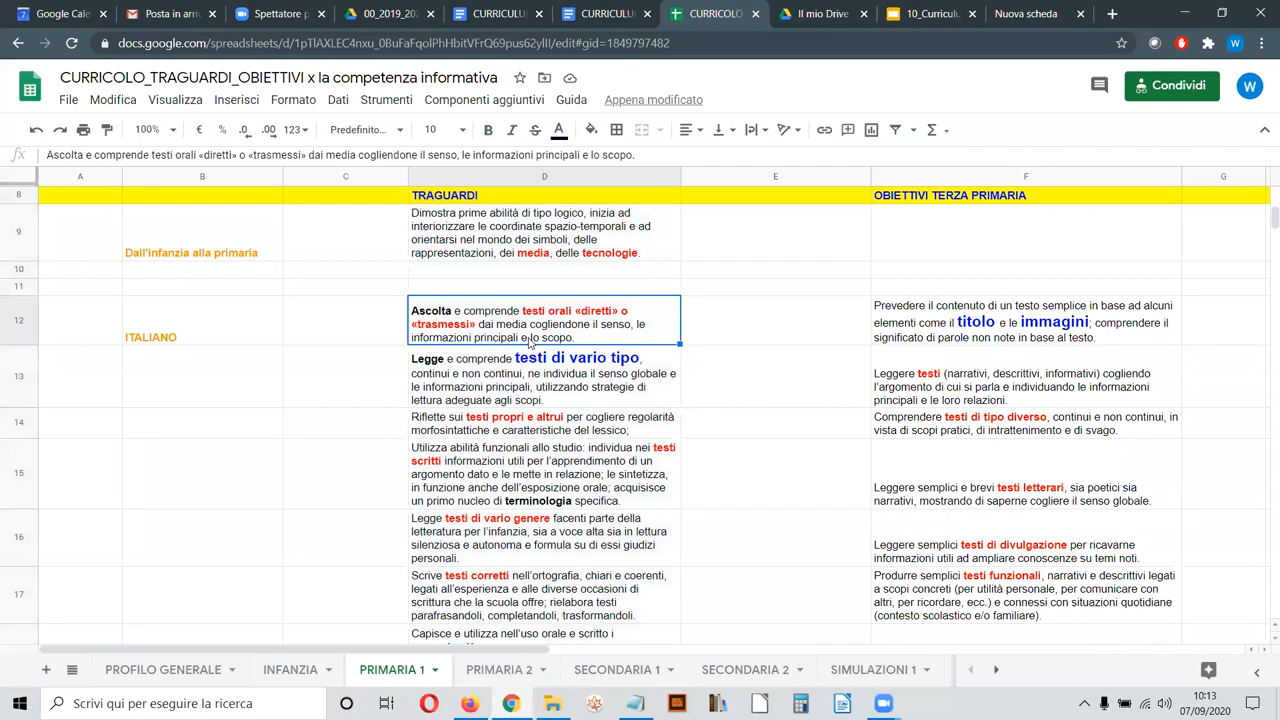 Google Cale
Posta in arri
Spettatore
00_2019_20
CURRICULU
CURRICULU
CURRICOLO
Il mio Drive
10_Curriculu
Nuova scheda
docs.google.com/spreadsheets/d/1pTlAXLEC4nxu_0BuFaFqolPhHbitVFrQ69pus62ylII/edit#gid=1849797482
CURRICOLO_TRAGUARDI_OBIETTIVI x la competenza informativa
File Modifica Visualizza Inserisci Formato Dati Strumenti Componenti aggiuntivi Guida Appena modificato
Condividi
W
100% € % .0 .00 123 Predefinito... 10 B I S A
fx Ascolta e comprende testi orali «diretti» o «trasmessi» dai media cogliendone il senso, le informazioni principali e lo scopo.
A B C D E F G
8 TRAGUARDI OBIETTIVI TERZA PRIMARIA
9
Dall'infanzia alla primaria
Dimostra prime abilità di tipo logico, inizia ad
interiorizzare le coordinate spazio-temporali e ad
orientarsi nel mondo dei simboli, delle
rappresentazioni, dei media, delle tecnologie.
10
11
12
ITALIANO
Ascolta e comprende testi orali «diretti» o
«trasmessi» dai media cogliendone il senso, le
informazioni principali e lo scopo.
Prevedere il contenuto di un testo semplice in base ad alcuni
elementi come il titolo e le immagini; comprendere il
significato di parole non note in base al testo.
13
Legge e comprende testi di vario tipo,
continui e non continui, ne individua il senso globale e
le informazioni principali, utilizzando strategie di
lettura adeguate agli scopi.
Leggere testi (narrativi, descrittivi, informativi) cogliendo
l'argomento di cui si parla e individuando le informazioni
principali e le loro relazioni.
14
Riflette sui testi propri e altrui per cogliere regolarità
morfosintattiche e caratteristiche del lessico;
Comprendere testi di tipo diverso, continui e non continui, in
vista di scopi pratici, di intrattenimento e di svago.
15
Utilizza abilità funzionali allo studio: individua nei testi
scritti informazioni utili per l'apprendimento di un
argomento dato e le mette in relazione; le sintetizza,
in funzione anche dell'esposizione orale; acquisisce
un primo nucleo di terminologia specifica.
Leggere semplici e brevi testi letterari, sia poetici sia
narrativi, mostrando di saperne cogliere il senso globale.
16
Legge testi di vario genere facenti parte della
letteratura per l'infanzia, sia a voce alta sia in lettura
silenziosa e autonoma e formula su di essi giudizi
personali.
Leggere semplici testi di divulgazione per ricavarne
informazioni utili ad ampliare conoscenze su temi noti.
17
Scrive testi corretti nell'ortografia, chiari e coerenti,
legati all'esperienza e alle diverse occasioni di
scrittura che la scuola offre; rielabora testi
parafrasandoli, completandoli, trasformandoli.
Produrre semplici testi funzionali, narrativi e descrittivi legati
a scopi concreti (per utilità personale, per comunicare con
altri, per ricordare, ecc.) e connessi con situazioni quotidiane
(contesto scolastico e/o familiare).
Capisce e utilizza nell'uso orale e scritto i
PROFILO GENERALE INFANZIA PRIMARIA 1 PRIMARIA 2 SECONDARIA 1 SECONDARIA 2 SIMULAZIONI 1
Scrivi qui per eseguire la ricerca
10:13
07/09/2020